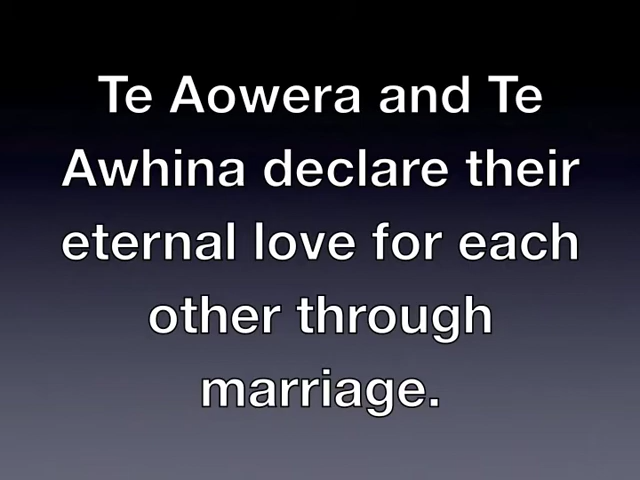 Te Aowera and Te
Awhina declare their
eternal love for each
other through
marriage.